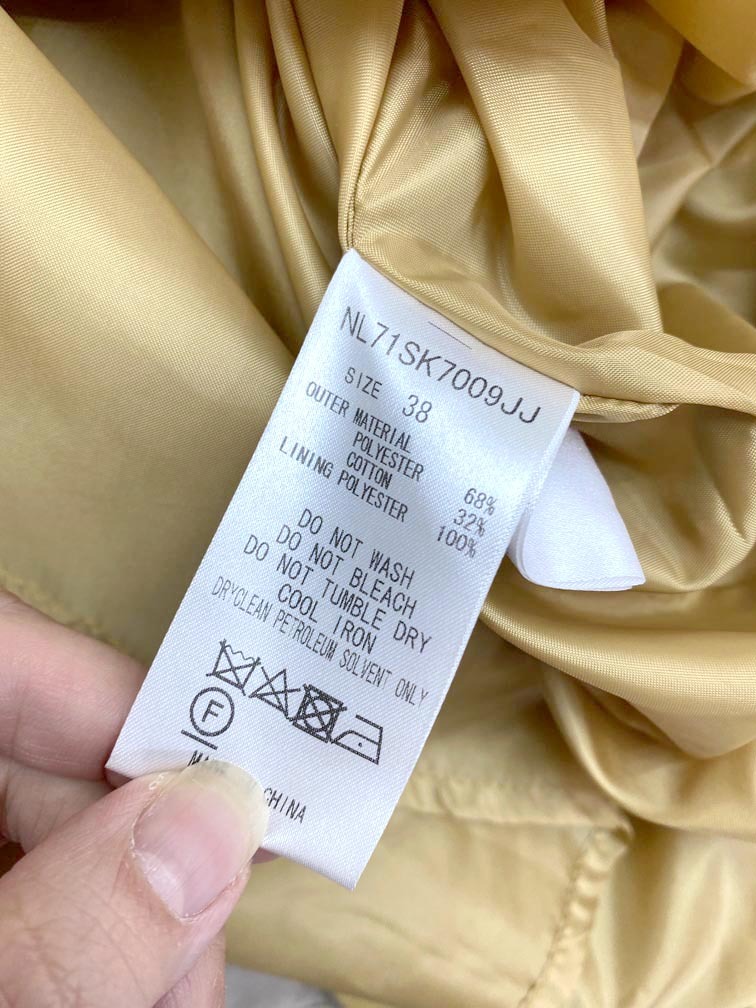 NL71SK7009JJ
SIZE 38
OUTER MATERIAL
POLYESTER 68%
COTTON 32%
LINING POLYESTER 100%
DO NOT WASH
DO NOT BLEACH
DO NOT TUMBLE DRY
COOL IRON
DRYCLEAN PETROLEUM SOLVENT ONLY
F
CHINA